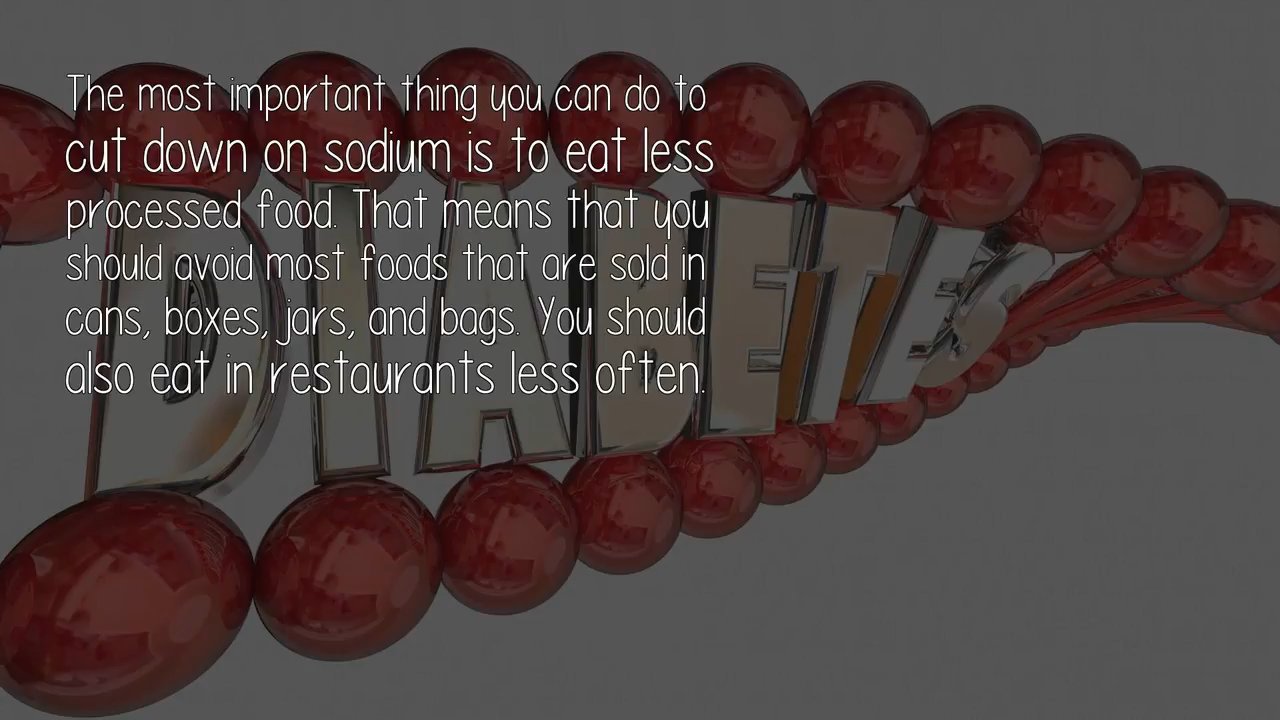 The most important thing you can do to
cut down on sodium is to eat less
processed food. That means that you
should avoid most foods that are sold in
cans, boxes, jars, and bags. You should
also eat in restaurants less often.
DIABETES